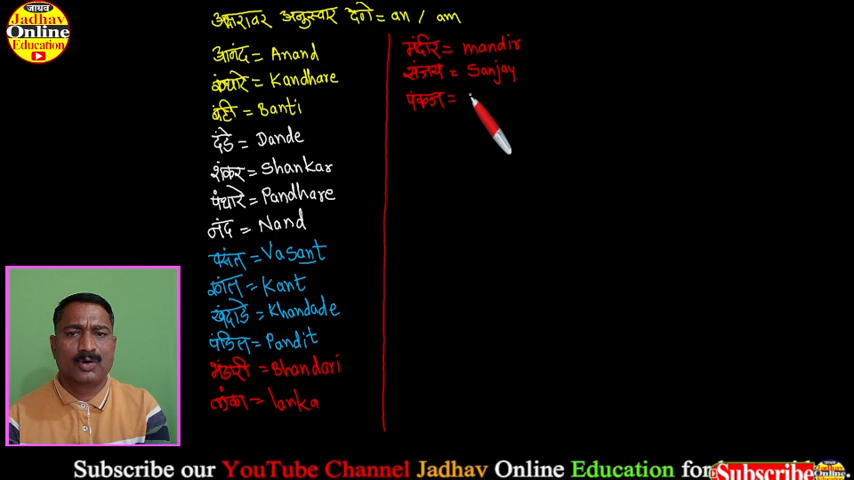 जाधव
Jadhav
Online
Education
अक्षरावर अनुस्वार देणे = an / am
आनंद = Anand
कंधारे = Kandhare
बंटी = Banti
दंडे = Dande
शंकर = Shankar
पंधारे = Pandhare
नंद = Nand
वसंत = Vasant
कांत = Kant
खंदाडे = Khandade
पंडित = Pandit
भंडारी = Bhandari
लंका = lanka
मंदीर = mandir
संजय = Sanjay
पंकज =
Subscribe our YouTube Channel Jadhav Online Education for
Subscribe